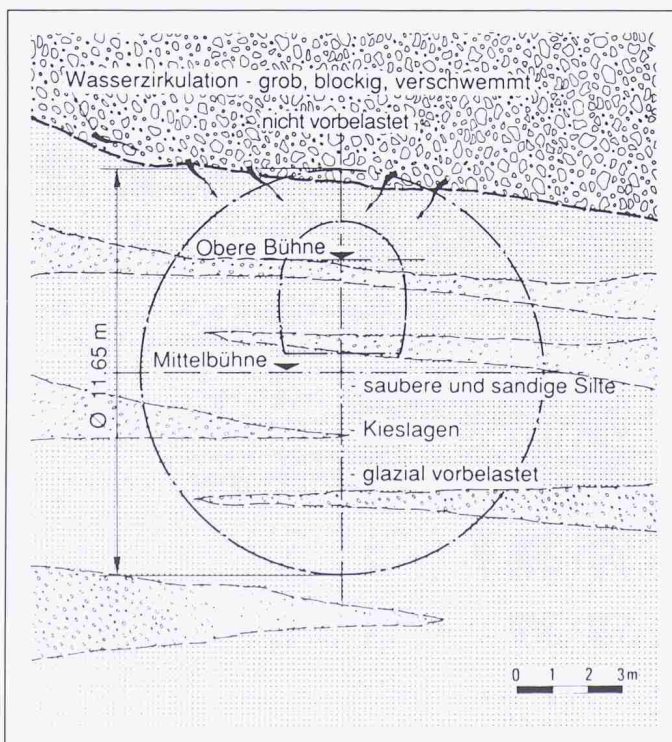 Wasserzirkulation - grob, blockig, verschwemmt
- nicht vorbelastet
Obere Bühne
Mittelbühne
- saubere und sandige Silte
- Kieslagen
- glazial vorbelastet
Ø 11.65 m
0 1 2 3m